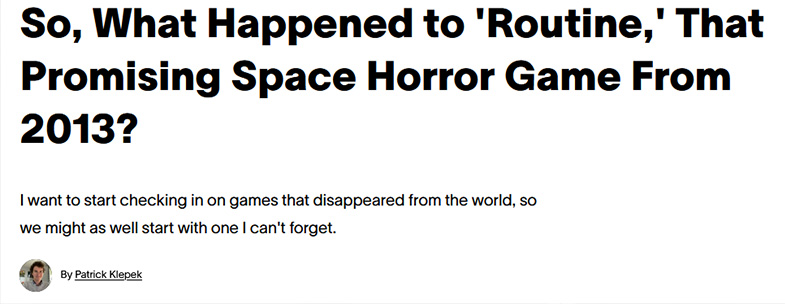 So, What Happened to 'Routine,' That
Promising Space Horror Game From
2013?
I want to start checking in on games that disappeared from the world, so
we might as well start with one I can't forget.
By Patrick Klepek